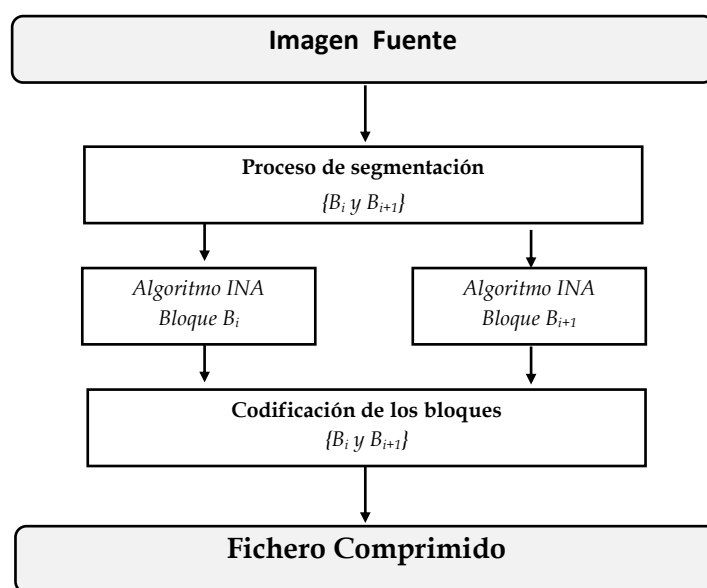 Imagen Fuente
Proceso de segmentación
{Bi y Bi+1}
Algoritmo INA
Bloque Bi
Algoritmo INA
Bloque Bi+1
Codificación de los bloques
{Bi y Bi+1}
Fichero Comprimido